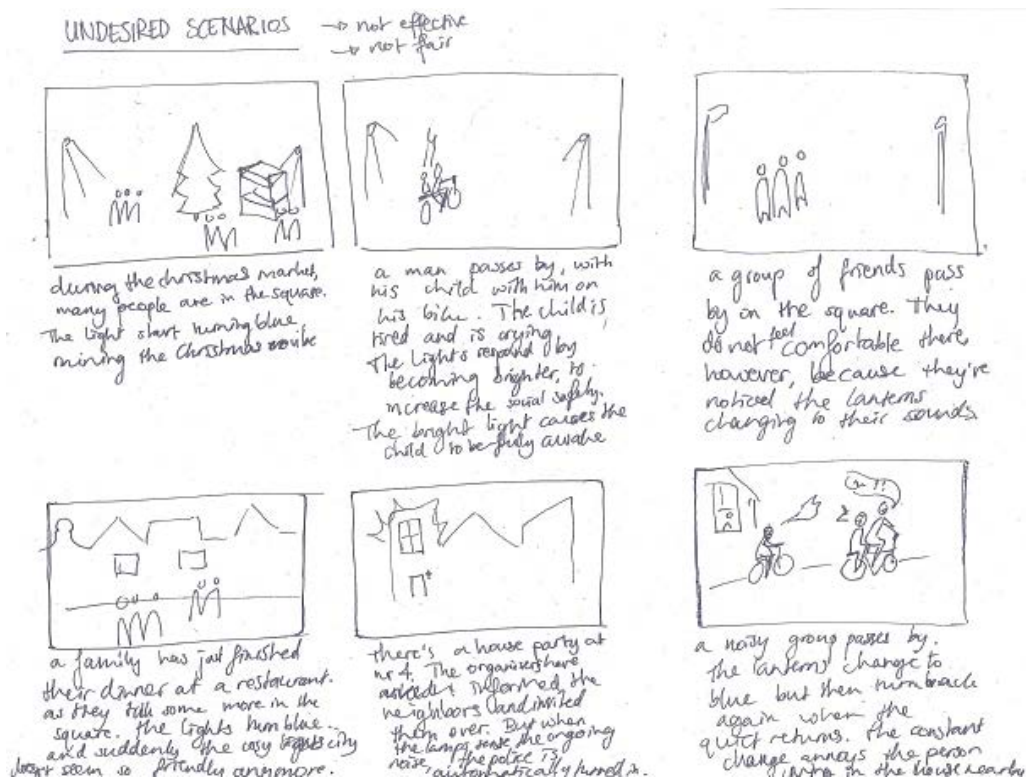 UNDESIRED SCENARIOS → not effective
→ not fair
during the christmas market,
many people are in the square.
The light start turning blue,
ruining the Christmas
a man passes by, with
his child with him on
his bike. The child is
tired and is crying.
The lights respond by
becoming brighter, to
increase the social safety.
The bright light causes the
child to be fully awake
a group of friends pass
by on the square. They
do not feel comfortable there,
however, because they're
noticed the lanterns
changing to their sounds
a family has just finished
their dinner at a restaurant.
as they talk some more in the
square. the lights turn blue.
and suddenly the cosy city
doesn't seem so friendly anymore.
there's a house party at
nr 4. The organizers have
informed the
neighbors and invited
them over. But when
the lamps sense the ongoing
noise, the police is
automatically turned in.
a noisy group passes by.
the lanterns change to
blue but then turn back
again when the
quiet returns. the constant
change annoys the person
in the house nearby